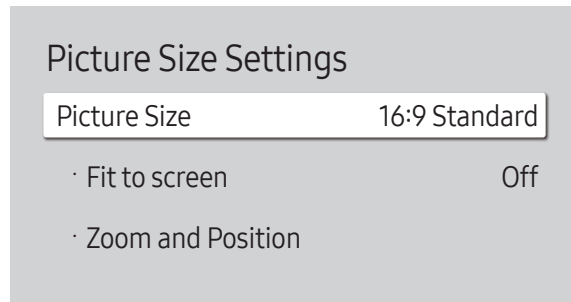 Picture Size Settings
Picture Size 16:9 Standard
· Fit to screen Off
· Zoom and Position